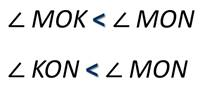 ∠ MOK < ∠ MON
∠ KON < ∠ MON